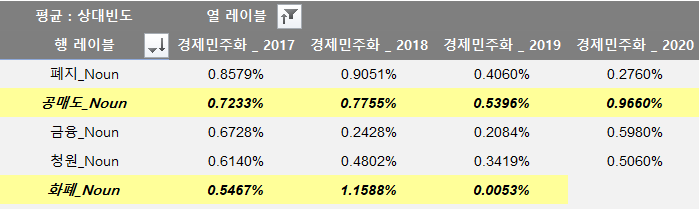 평균 : 상대빈도 열 레이블
행 레이블 경제민주화 _ 2017 경제민주화 _ 2018 경제민주화 _ 2019 경제민주화 _ 2020
폐지_Noun 0.8579% 0.9051% 0.4060% 0.2760%
공매도_Noun 0.7233% 0.7755% 0.5396% 0.9660%
금융_Noun 0.6728% 0.2428% 0.2084% 0.5980%
청원_Noun 0.6140% 0.4802% 0.3419% 0.5060%
화폐_Noun 0.5467% 1.1588% 0.0053%